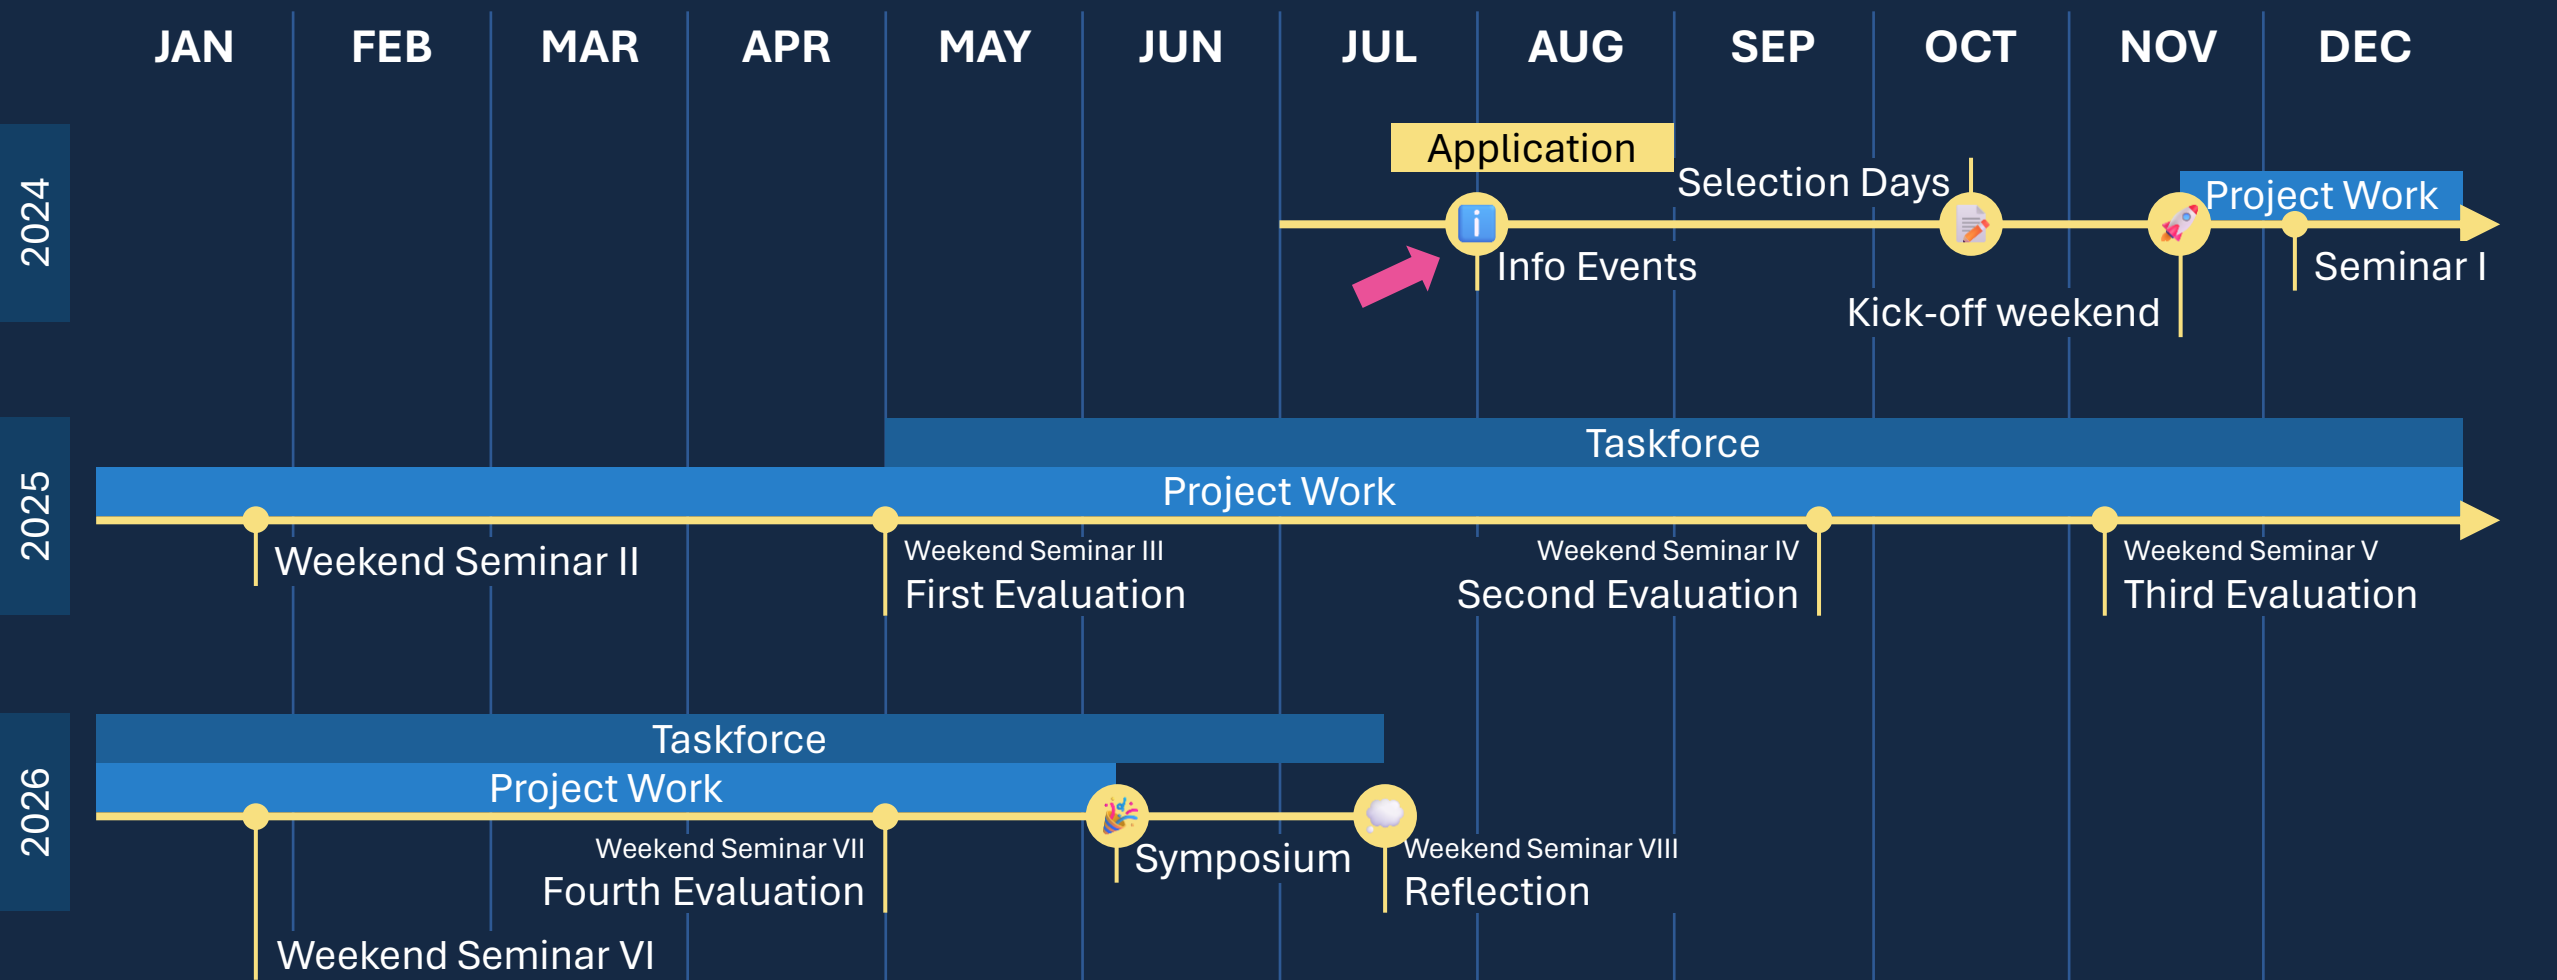 JAN FEB MAR APR MAY JUN JUL AUG SEP OCT NOV DEC
2024
Application
Selection Days
Project Work
Info Events
Seminar I
Kick-off weekend
2025
Taskforce
Project Work
Weekend Seminar II
Weekend Seminar III
First Evaluation
Weekend Seminar IV
Second Evaluation
Weekend Seminar V
Third Evaluation
2026
Taskforce
Project Work
Weekend Seminar VII
Fourth Evaluation
Symposium
Weekend Seminar VIII
Reflection
Weekend Seminar VI